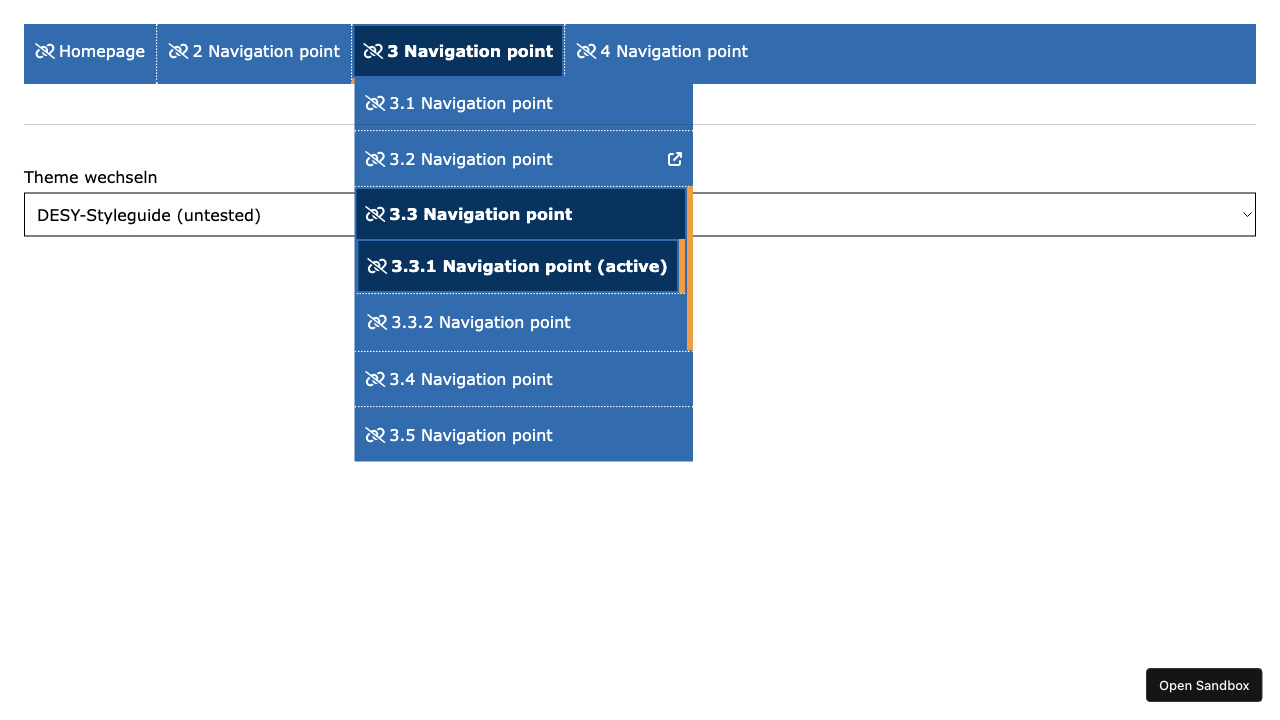 Homepage
2 Navigation point
3 Navigation point
4 Navigation point
3.1 Navigation point
3.2 Navigation point
Theme wechseln
DESY-Styleguide (untested)
3.3 Navigation point
3.3.1 Navigation point (active)
3.3.2 Navigation point
3.4 Navigation point
3.5 Navigation point
Open Sandbox